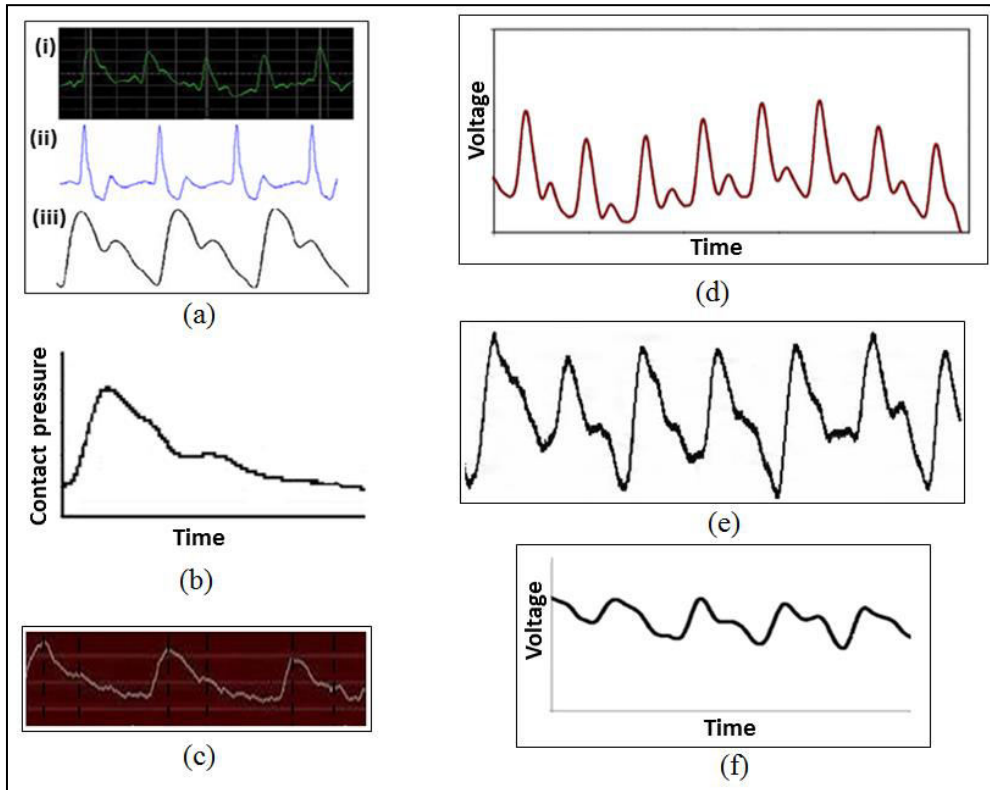 (i)
(ii)
(iii)
(a)
Contact pressure
Time
(b)
(c)
Voltage
Time
(d)
(e)
Voltage
Time
(f)